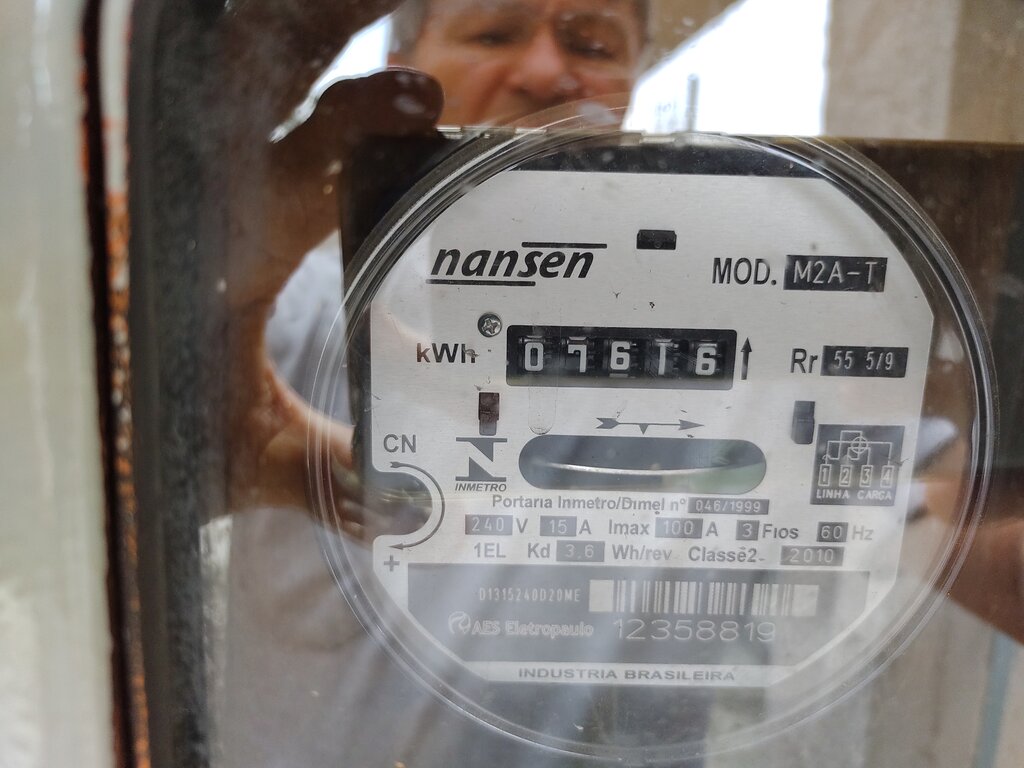 nansen
MOD. M2A-T
kWh 07616
Rr 55 5/9
CN
INMETRO
1 2 3 4
LINHA CARGA
Portaria Inmetro/Dimel nº 046/1999
240 V 15 A Imax 100 A 3 Fios 60 Hz
+ 1EL Kd 3.6 Wh/rev Classe2- 2010
01315240D20ME
AES Eletropaulo 12358819
INDUSTRIA BRASILEIRA